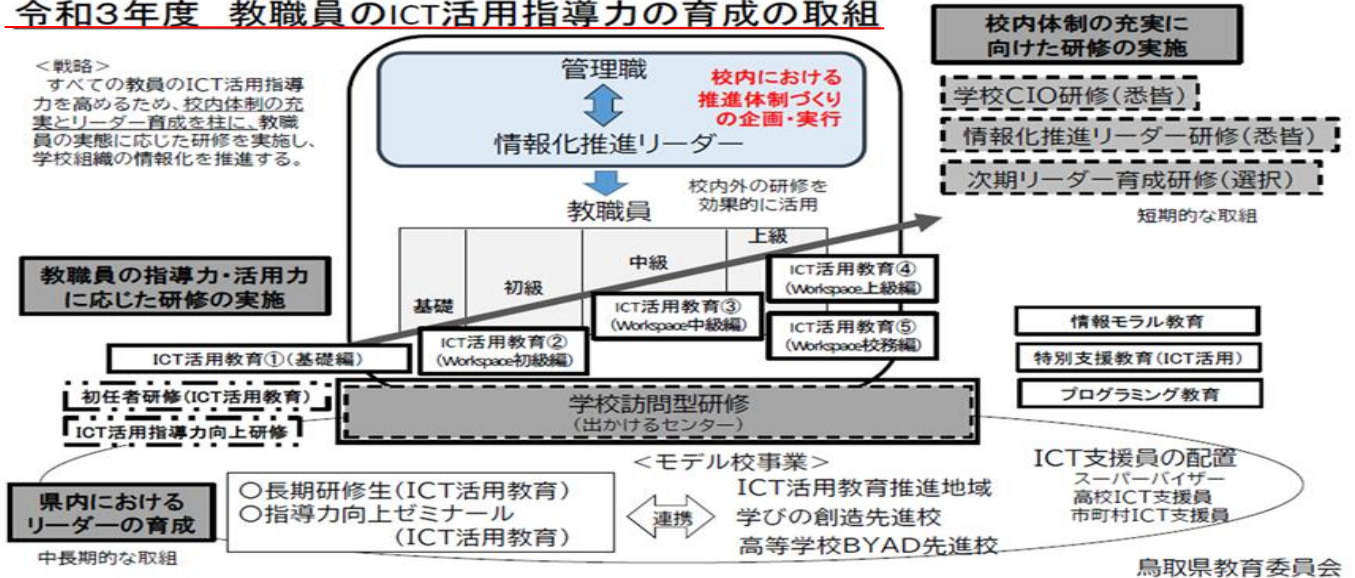 令和3年度 教職員のICT活用指導力の育成の取組
<戦略>
すべての教員のICT活用指導
力を高めるため、校内体制の充
実とリーダー育成を柱に、教職
員の実態に応じた研修を実施し、
学校組織の情報化を推進する。
管理職
情報化推進リーダー
校内における
推進体制づくり
の企画・実行
教職員
校内外の研修を
効果的に活用
校内体制の充実に
向けた研修の実施
学校CIO研修(悉皆)
情報化推進リーダー研修(悉皆)
次期リーダー育成研修(選択)
短期的な取組
教職員の指導力・活用力
に応じた研修の実施
基礎
初級
中級
上級
ICT活用教育①(基礎編)
ICT活用教育②
(Workspace初級編)
ICT活用教育③
(Workspace中級編)
ICT活用教育④
(Workspace上級編)
ICT活用教育⑤
(Workspace校務編)
情報モラル教育
特別支援教育(ICT活用)
プログラミング教育
初任者研修(ICT活用教育)
ICT活用指導力向上研修
学校訪問型研修
(出かけるセンター)
県内における
リーダーの育成
中長期的な取組
○長期研修生(ICT活用教育)
○指導力向上ゼミナール
(ICT活用教育)
連携
<モデル校事業>
ICT活用教育推進地域
学びの創造先進校
高等学校BYAD先進校
ICT支援員の配置
スーパーバイザー
高校ICT支援員
市町村ICT支援員
鳥取県教育委員会